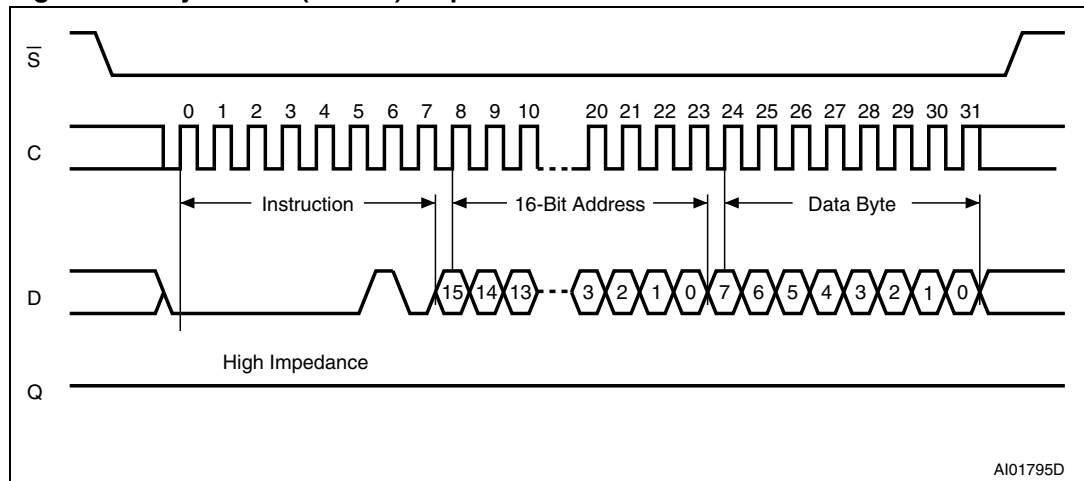 S
0 1 2 3 4 5 6 7 8 9 10 20 21 22 23 24 25 26 27 28 29 30 31
C
Instruction 16-Bit Address Data Byte
D 15 14 13 3 2 1 0 7 6 5 4 3 2 1 0
High Impedance
Q
AI01795D